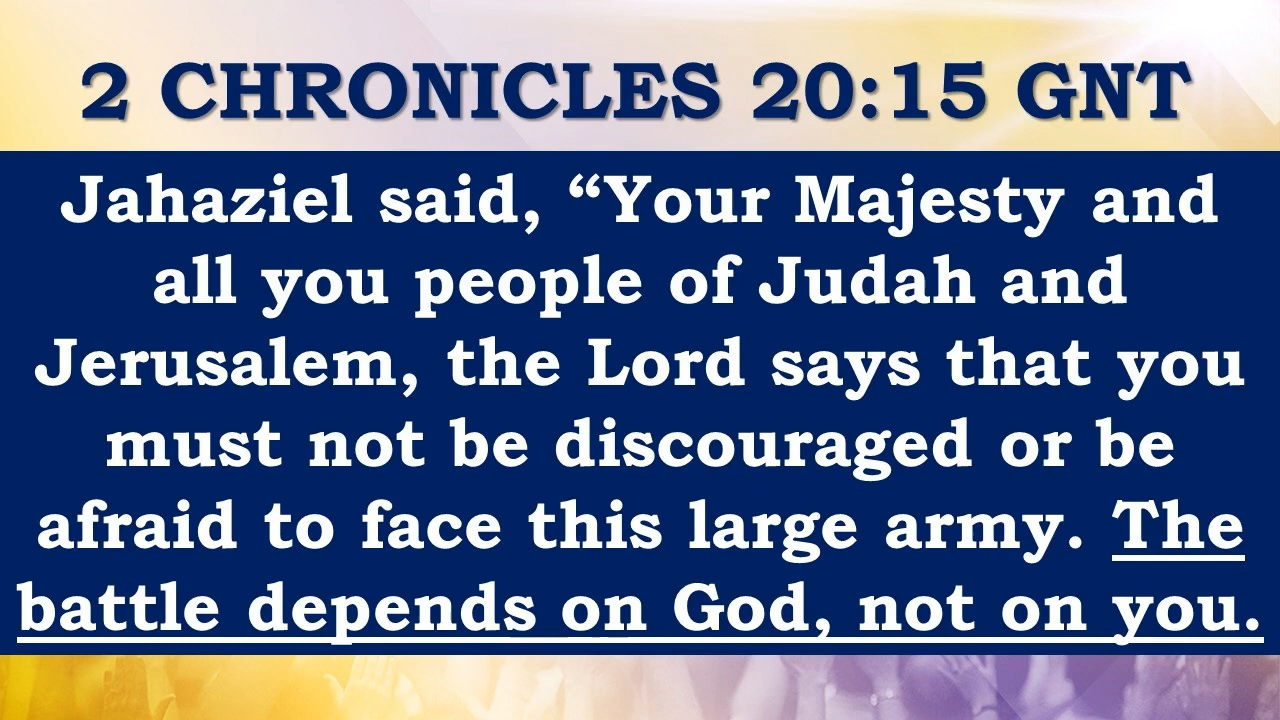 2 CHRONICLES 20:15 GNT
Jahaziel said, “Your Majesty and
all you people of Judah and
Jerusalem, the Lord says that you
must not be discouraged or be
afraid to face this large army. The
battle depends on God, not on you.